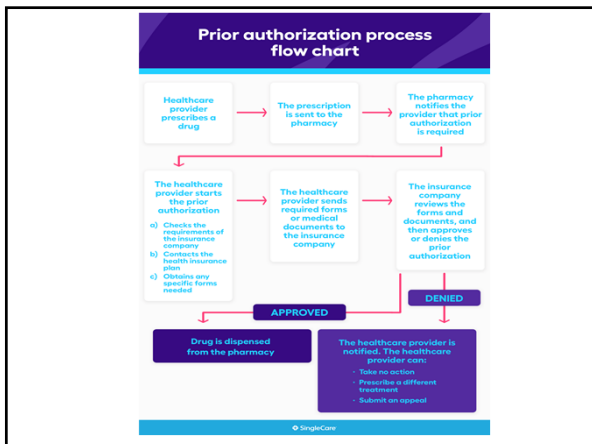 Prior authorization process
flow chart
Healthcare
provider
prescribes a
drug
The prescription
is sent to the
pharmacy
The pharmacy
notifies the
provider that prior
authorization
is required
The healthcare
provider starts
the prior
authorization
a) Checks the
requirements of
the insurance
company
b) Contacts the
health insurance
plan
c) Obtains any
specific forms
needed
The healthcare
provider sends
required forms
or medical
documents to
the insurance
company
The insurance
company
reviews the
forms and
documents, and
then approves
or denies the
prior
authorization
APPROVED
DENIED
Drug is dispensed
from the pharmacy
The healthcare provider is
notified. The healthcare
provider can:
· Take no action
· Prescribe a different
treatment
· Submit an appeal
SingleCare